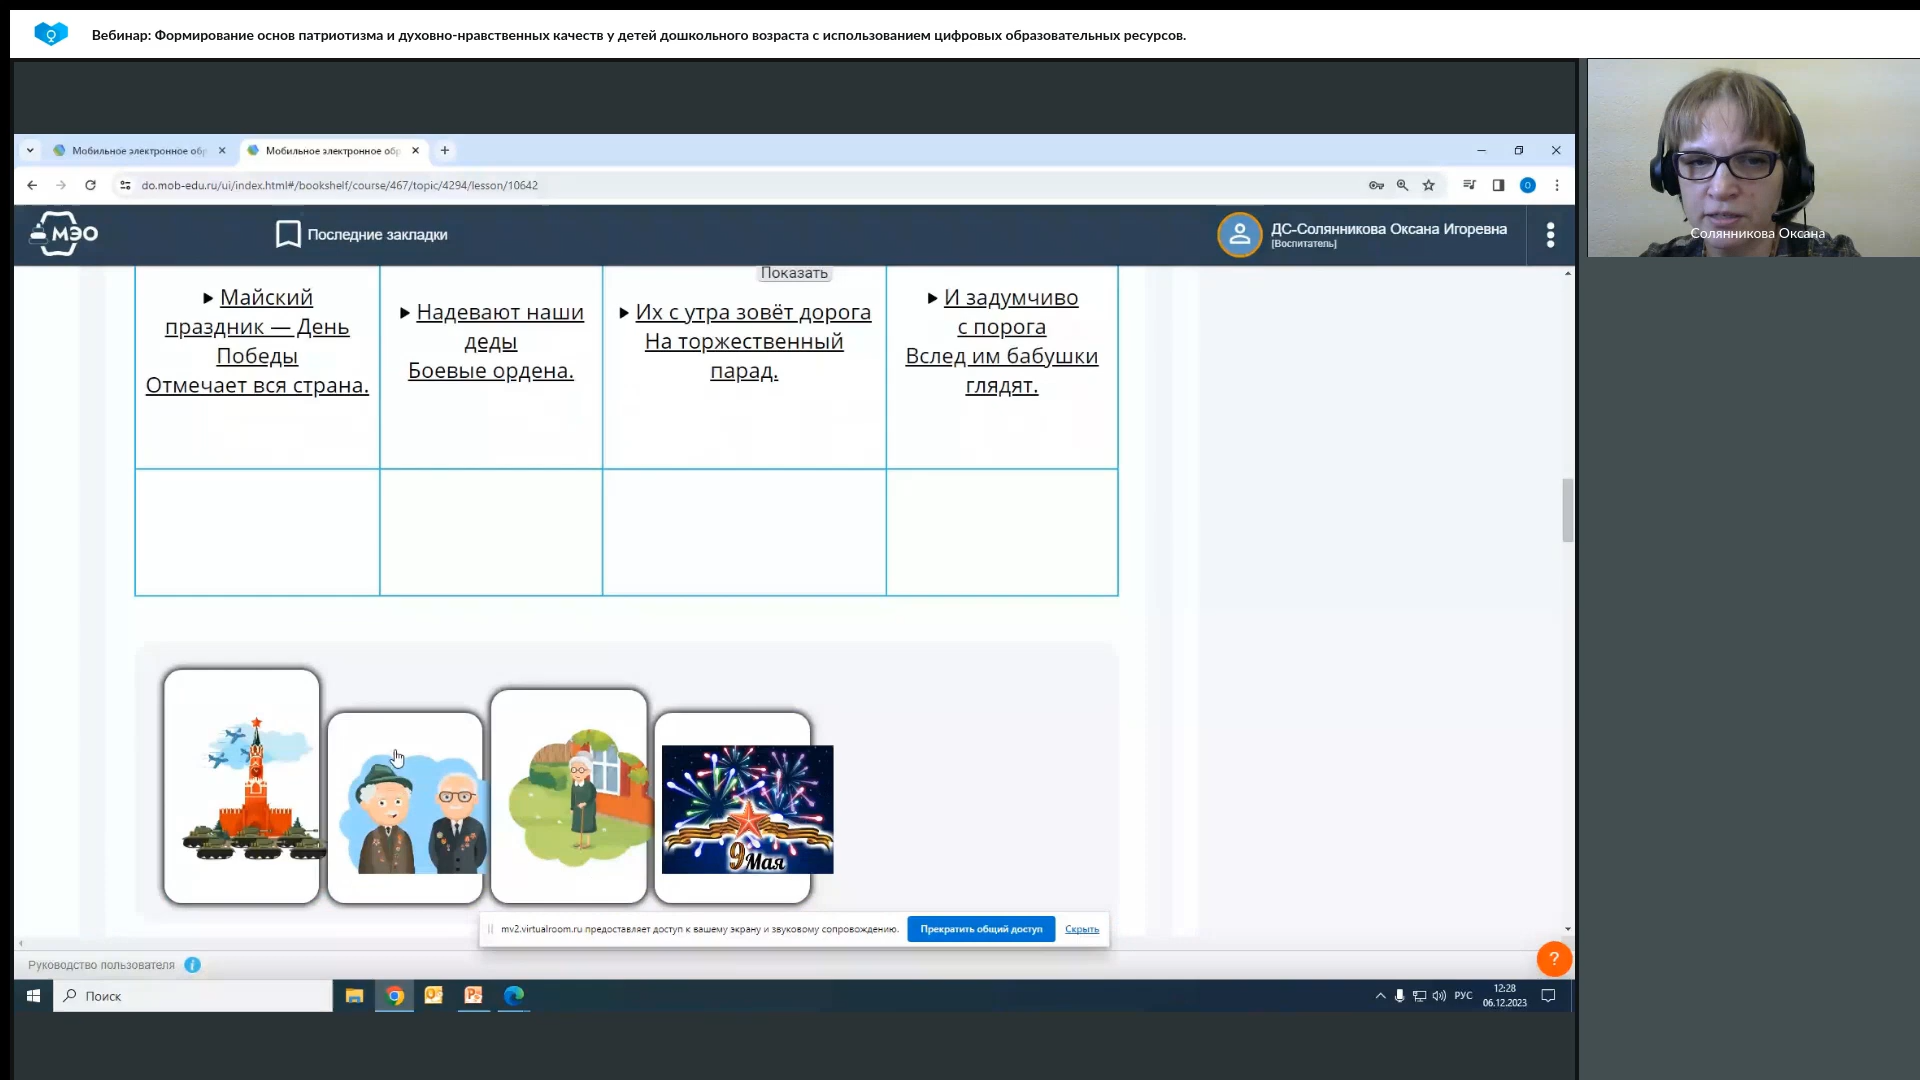 Вебинар: Формирование основ патриотизма и духовно-нравственных качеств у детей дошкольного возраста с использованием цифровых образовательных ресурсов.
Мобильное электронное обр
Мобильное электронное обр
do.mob-edu.ru/ui/index.html#/bookshelf/course/467/topic/4294/lesson/10642
МЭО
Последние закладки
ДС-Солянникова Оксана Игоревна
[Воспитатель]
Солянникова Оксана
Показать
Майский
праздник — День
Победы
Отмечает вся страна.
Надевают наши
деды
Боевые ордена.
Их с утра зовёт дорога
На торжественный
парад.
И задумчиво
с порога
Вслед им бабушки
глядят.
9 Мая
mv2.virtualroom.ru предоставляет доступ к вашему экрану и звуковому сопровождению.
Прекратить общий доступ
Скрыть
Руководство пользователя
?
Поиск
РУС
12:28
06.12.2023